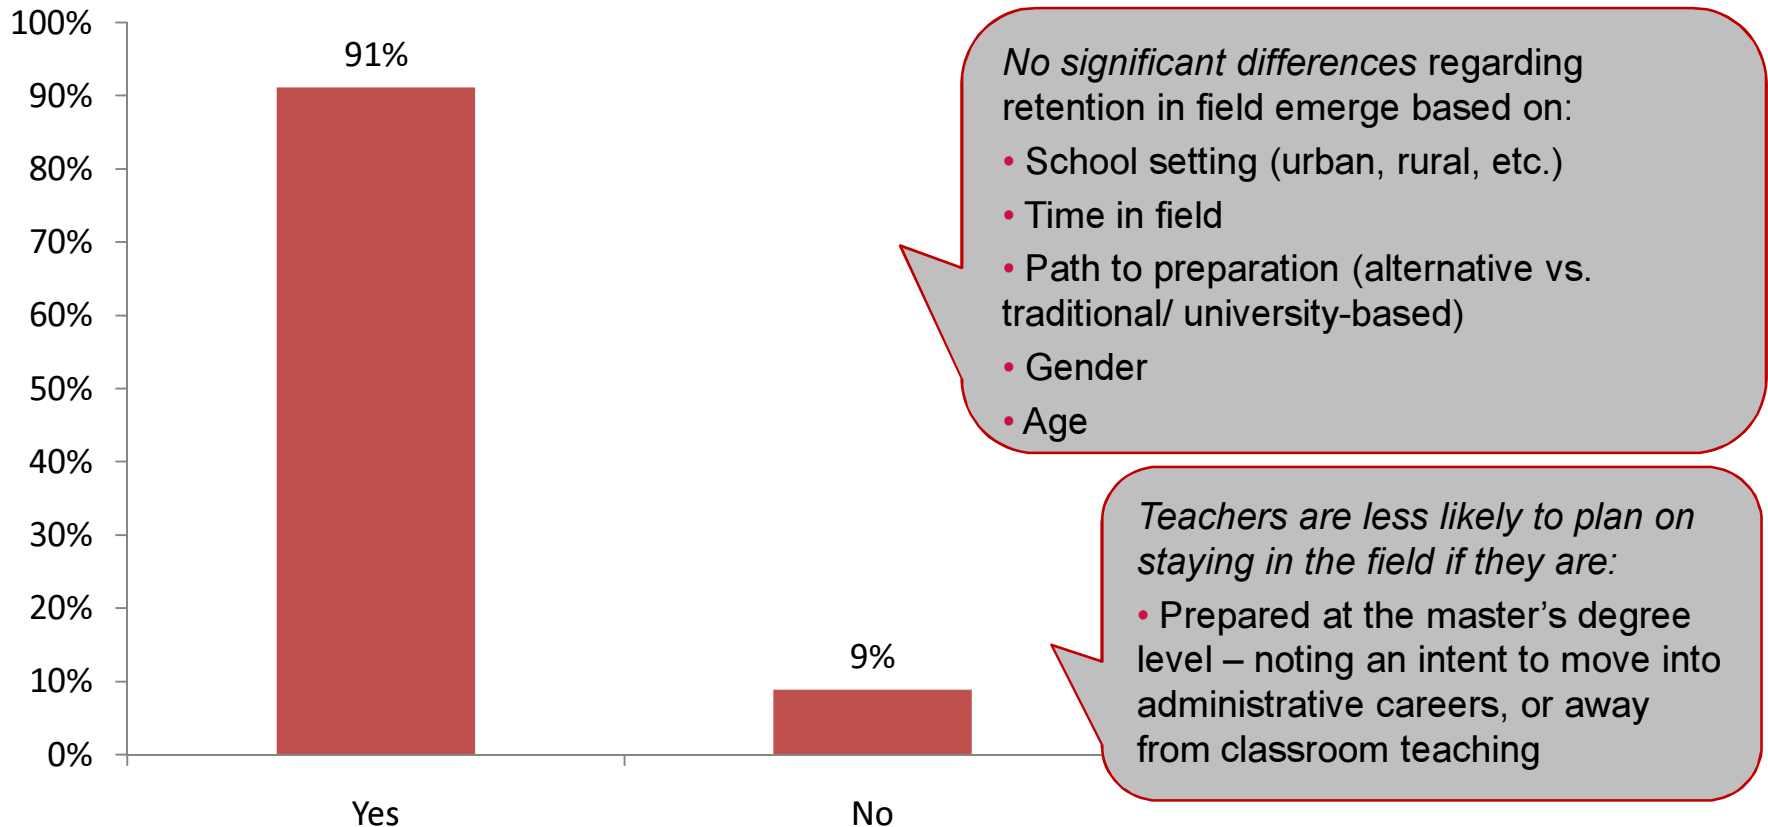 100%
90%
80%
70%
60%
50%
40%
30%
20%
10%
0%
91%
9%
Yes
No
No significant differences regarding
retention in field emerge based on:
• School setting (urban, rural, etc.)
• Time in field
• Path to preparation (alternative vs.
traditional/ university-based)
• Gender
• Age
Teachers are less likely to plan on
staying in the field if they are:
• Prepared at the master’s degree
level – noting an intent to move into
administrative careers, or away
from classroom teaching